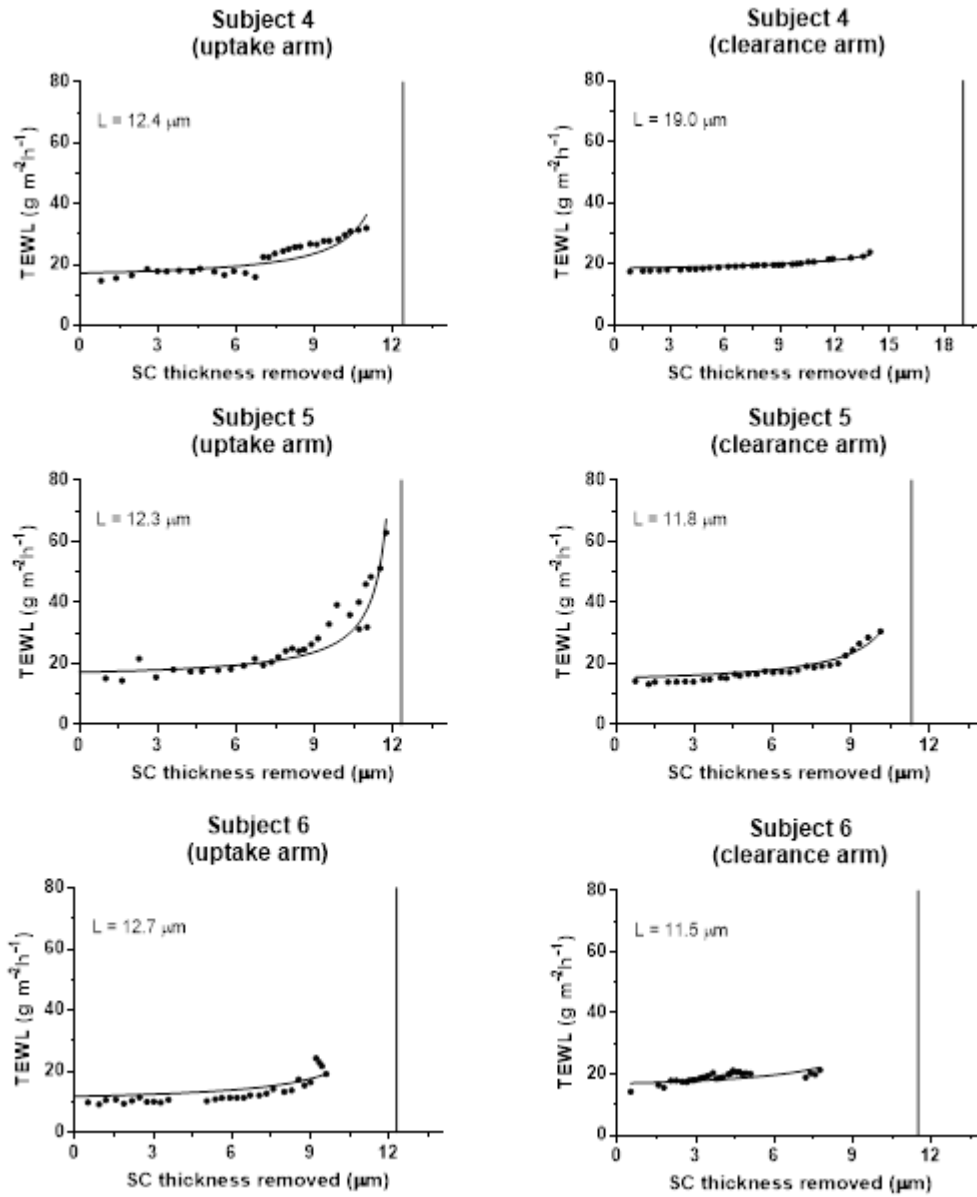 Subject 4
(uptake arm)
80
60
40
20
0
TEWL (g m⁻²h⁻¹)
L = 12.4 μm
0 3 6 9 12
SC thickness removed (μm)
Subject 4
(clearance arm)
80
60
40
20
0
TEWL (g m⁻²h⁻¹)
L = 19.0 μm
0 3 6 9 12 15 18
SC thickness removed (μm)
Subject 5
(uptake arm)
80
60
40
20
0
TEWL (g m⁻²h⁻¹)
L = 12.3 μm
0 3 6 9 12
SC thickness removed (μm)
Subject 5
(clearance arm)
80
60
40
20
0
TEWL (g m⁻²h⁻¹)
L = 11.8 μm
0 3 6 9 12
SC thickness removed (μm)
Subject 6
(uptake arm)
80
60
40
20
0
TEWL (g m⁻²h⁻¹)
L = 12.7 μm
0 3 6 9 12
SC thickness removed (μm)
Subject 6
(clearance arm)
80
60
40
20
0
TEWL (g m⁻²h⁻¹)
L = 11.5 μm
0 3 6 9 12
SC thickness removed (μm)